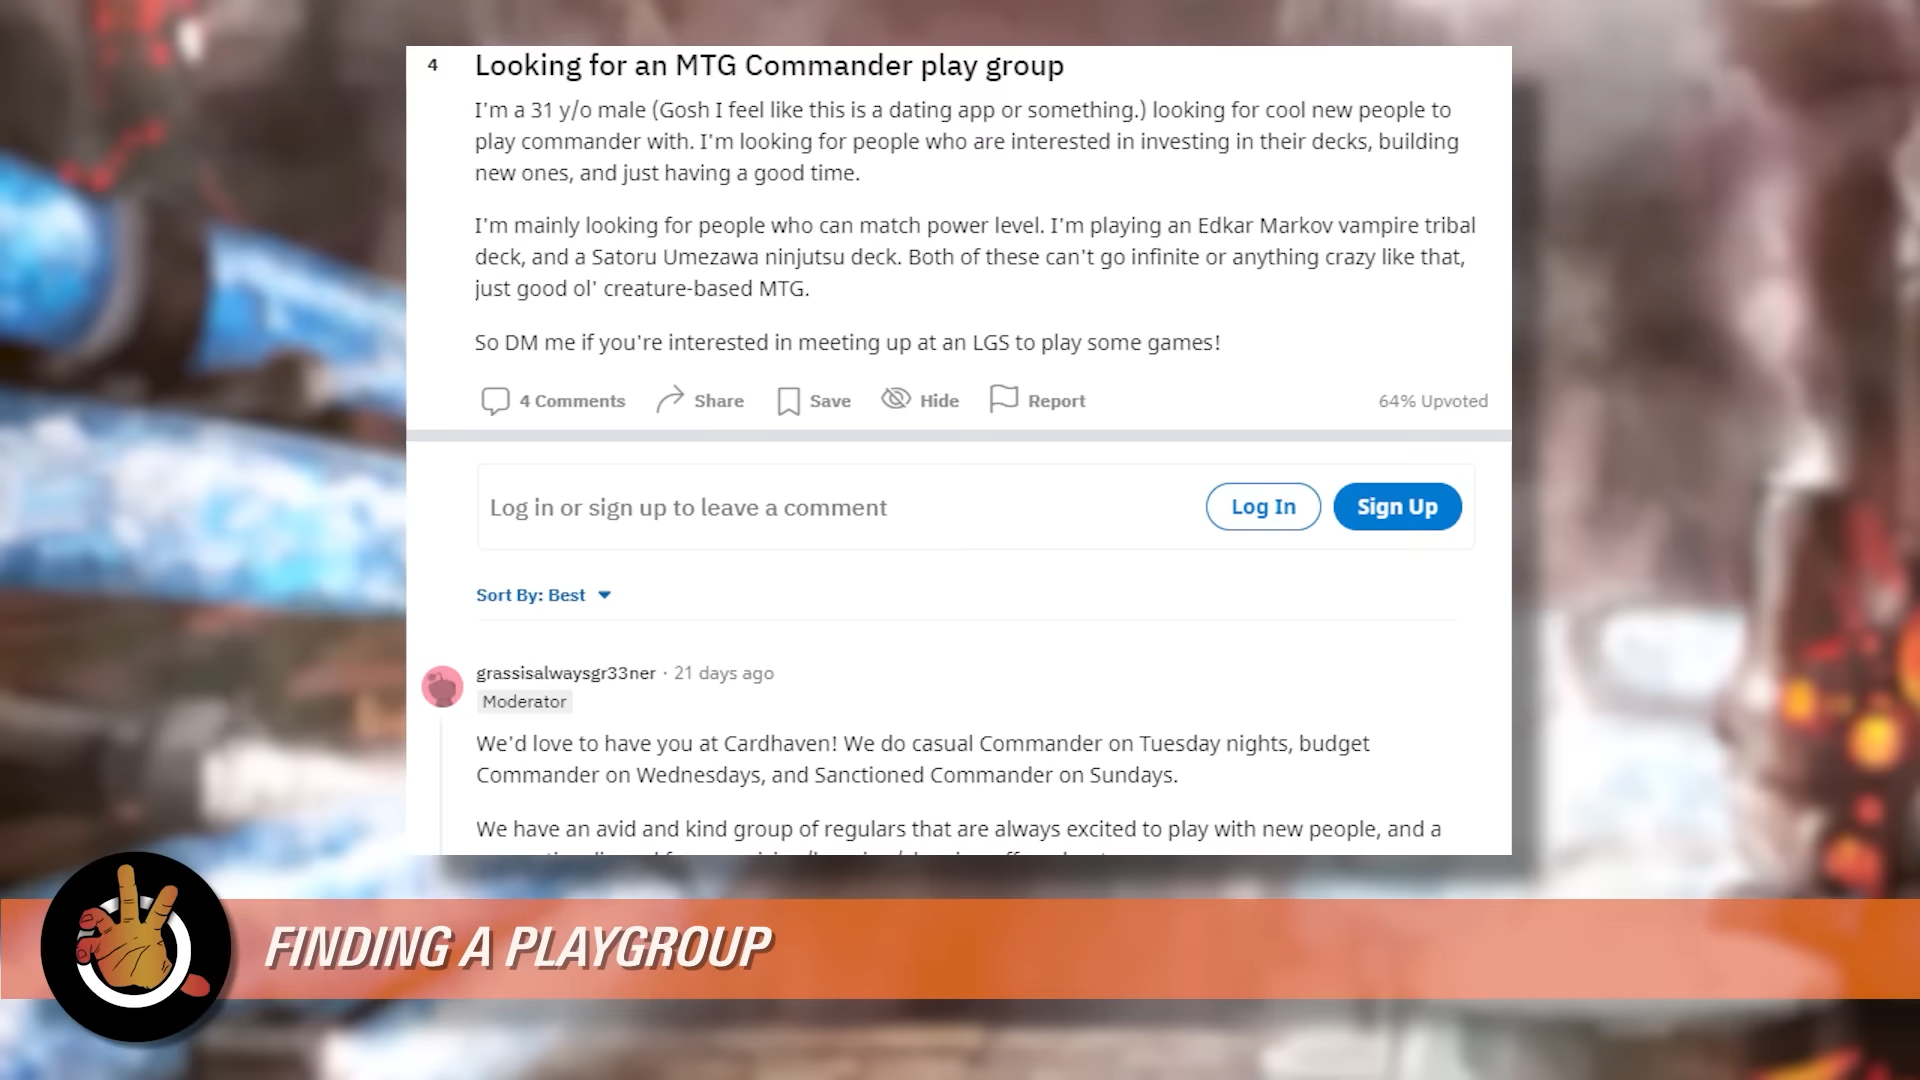 4
Looking for an MTG Commander play group
I'm a 31 y/o male (Gosh I feel like this is a dating app or something.) looking for cool new people to
play commander with. I'm looking for people who are interested in investing in their decks, building
new ones, and just having a good time.
I'm mainly looking for people who can match power level. I'm playing an Edkar Markov vampire tribal
deck, and a Satoru Umezawa ninjutsu deck. Both of these can't go infinite or anything crazy like that,
just good ol' creature-based MTG.
So DM me if you're interested in meeting up at an LGS to play some games!
4 Comments Share Save Hide Report 64% Upvoted
Log in or sign up to leave a comment Log In Sign Up
Sort By: Best
grassisalwaysgr33ner · 21 days ago
Moderator
We'd love to have you at Cardhaven! We do casual Commander on Tuesday nights, budget
Commander on Wednesdays, and Sanctioned Commander on Sundays.
We have an avid and kind group of regulars that are always excited to play with new people, and a
FINDING A PLAYGROUP